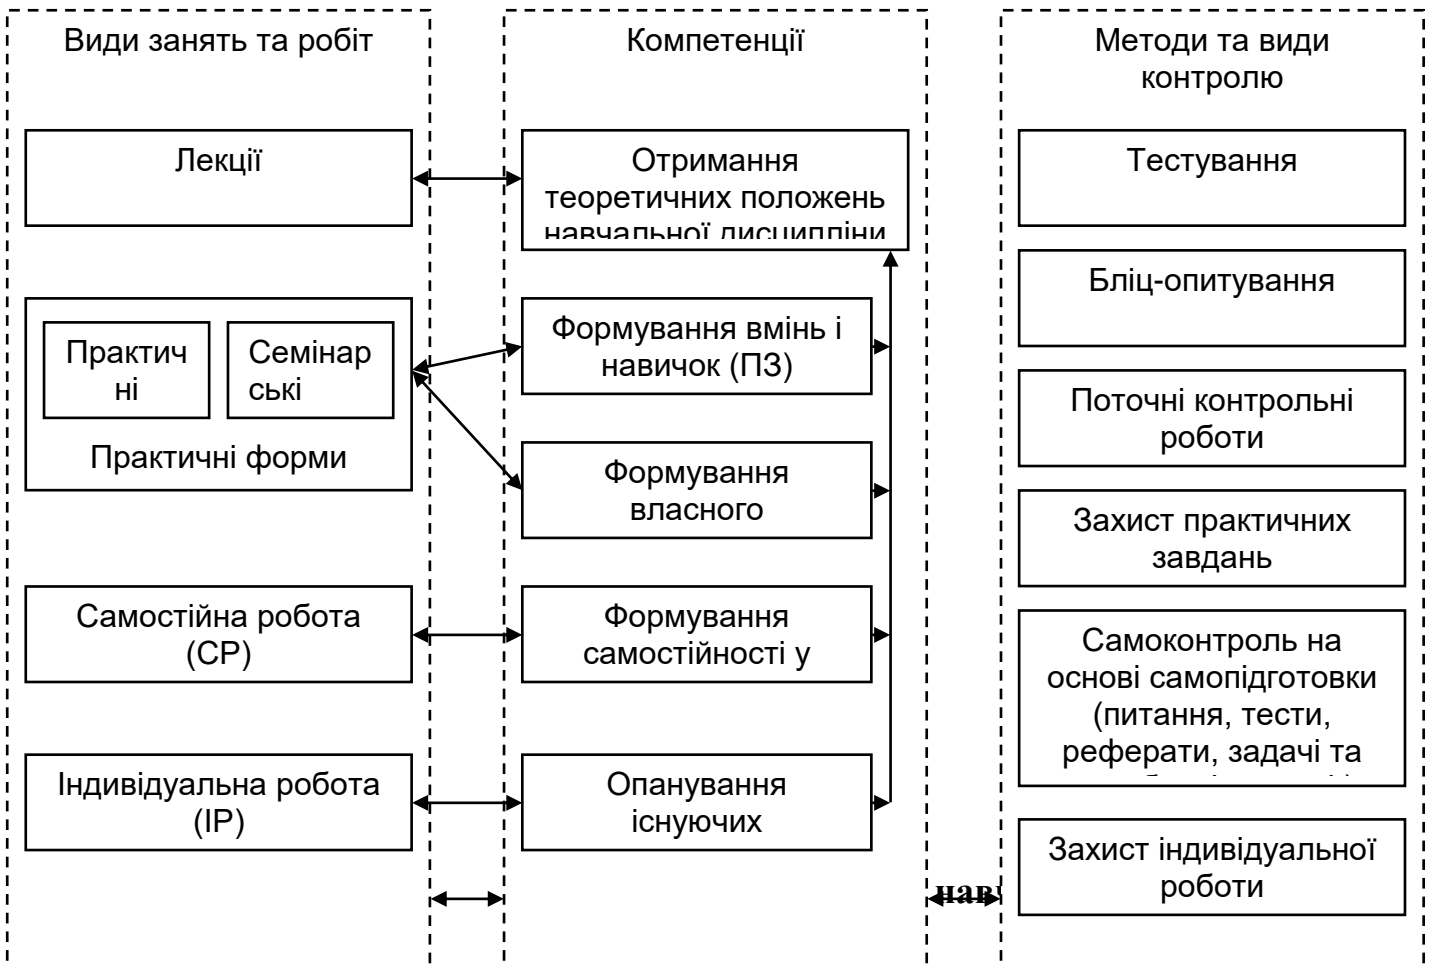 Види занять та робіт
Лекції
Практич
ні
Семінар
ські
Практичні форми
Самостійна робота
(СР)
Індивідуальна робота
(ІР)
Компетенції
Отримання
теоретичних положень
навчальної дисципліни
Формування вмінь і
навичок (ПЗ)
Формування
власного
Формування
самостійності у
Опанування
існуючих
Методи та види
контролю
Тестування
Бліц-опитування
Поточні контрольні
роботи
Захист практичних
завдань
Самоконтроль на
основі самопідготовки
(питання, тести,
реферати, задачі та
Захист індивідуальної
роботи